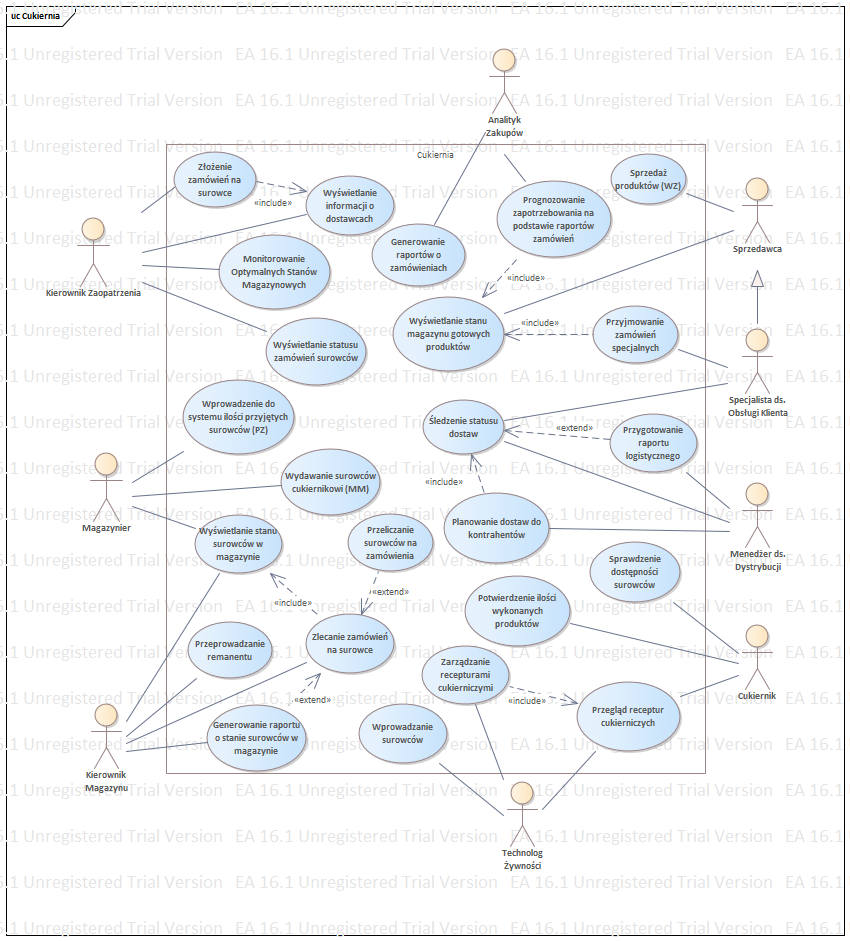 uc Cukiernia
EA 16.1 Unregistered Trial Version
Analityk
Zakupów
Cukiernia
Złożenie
zamówień na
surowce
«include»
Wyświetlanie
informacji o
dostawcach
Generowanie
raportów o
zamówieniach
Prognozowanie
zapotrzebowania na
podstawie raportów
zamówień
Sprzedaż
produktów (WZ)
Sprzedawca
Kierownik Zaopatrzenia
Monitorowanie
Optymalnych Stanów
Magazynowych
«include»
Wyświetlanie stanu
magazynu gotowych
produktów
«include»
Przyjmowanie
zamówień
specjalnych
Wyświetlanie statusu
zamówień surowców
Specjalista ds.
Obsługi Klienta
Wprowadzenie do
systemu ilości przyjętych
surowców (PZ)
Śledzenie statusu
dostaw
«extend»
Przygotowanie
raportu
logistycznego
Magazynier
Wydawanie surowców
cukiernikowi (MM)
«include»
Planowanie dostaw do
kontrahentów
Menedżer ds.
Dystrybucji
Wyświetlanie stanu
surowców w
magazynie
Przeliczanie
surowców na
zamówienia
Sprawdzenie
dostępności
surowców
«include»
«extend»
Potwierdzenie ilości
wykonanych
produktów
Przeprowadzanie
remanentu
Zlecanie zamówień
na surowce
Zarządzanie
recepturami
cukierniczymi
Cukiernik
«extend»
«include»
Przegląd receptur
cukierniczych
Generowanie raportu
o stanie surowców w
magazynie
Wprowadzanie
surowców
Kierownik
Magazynu
Technolog
Żywności